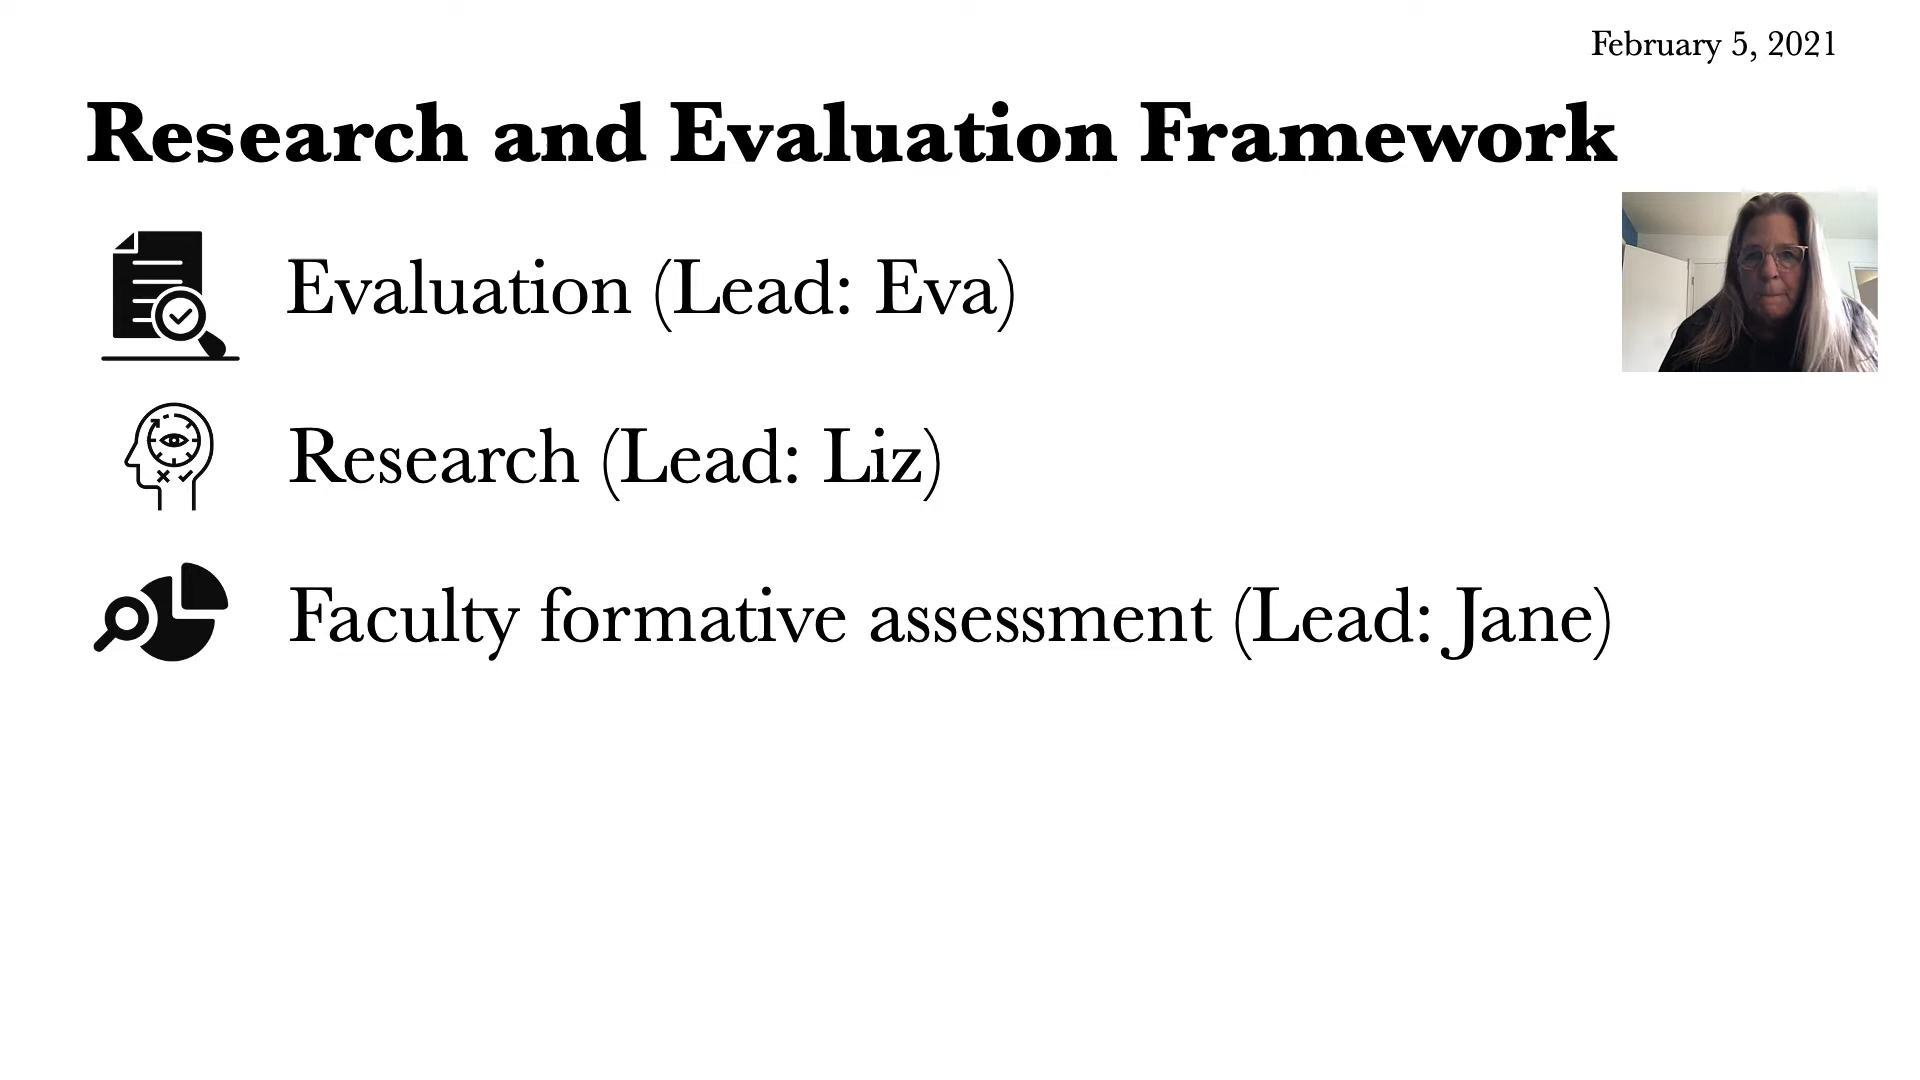 February 5, 2021
Research and Evaluation Framework
Evaluation (Lead: Eva)
Research (Lead: Liz)
Faculty formative assessment (Lead: Jane)